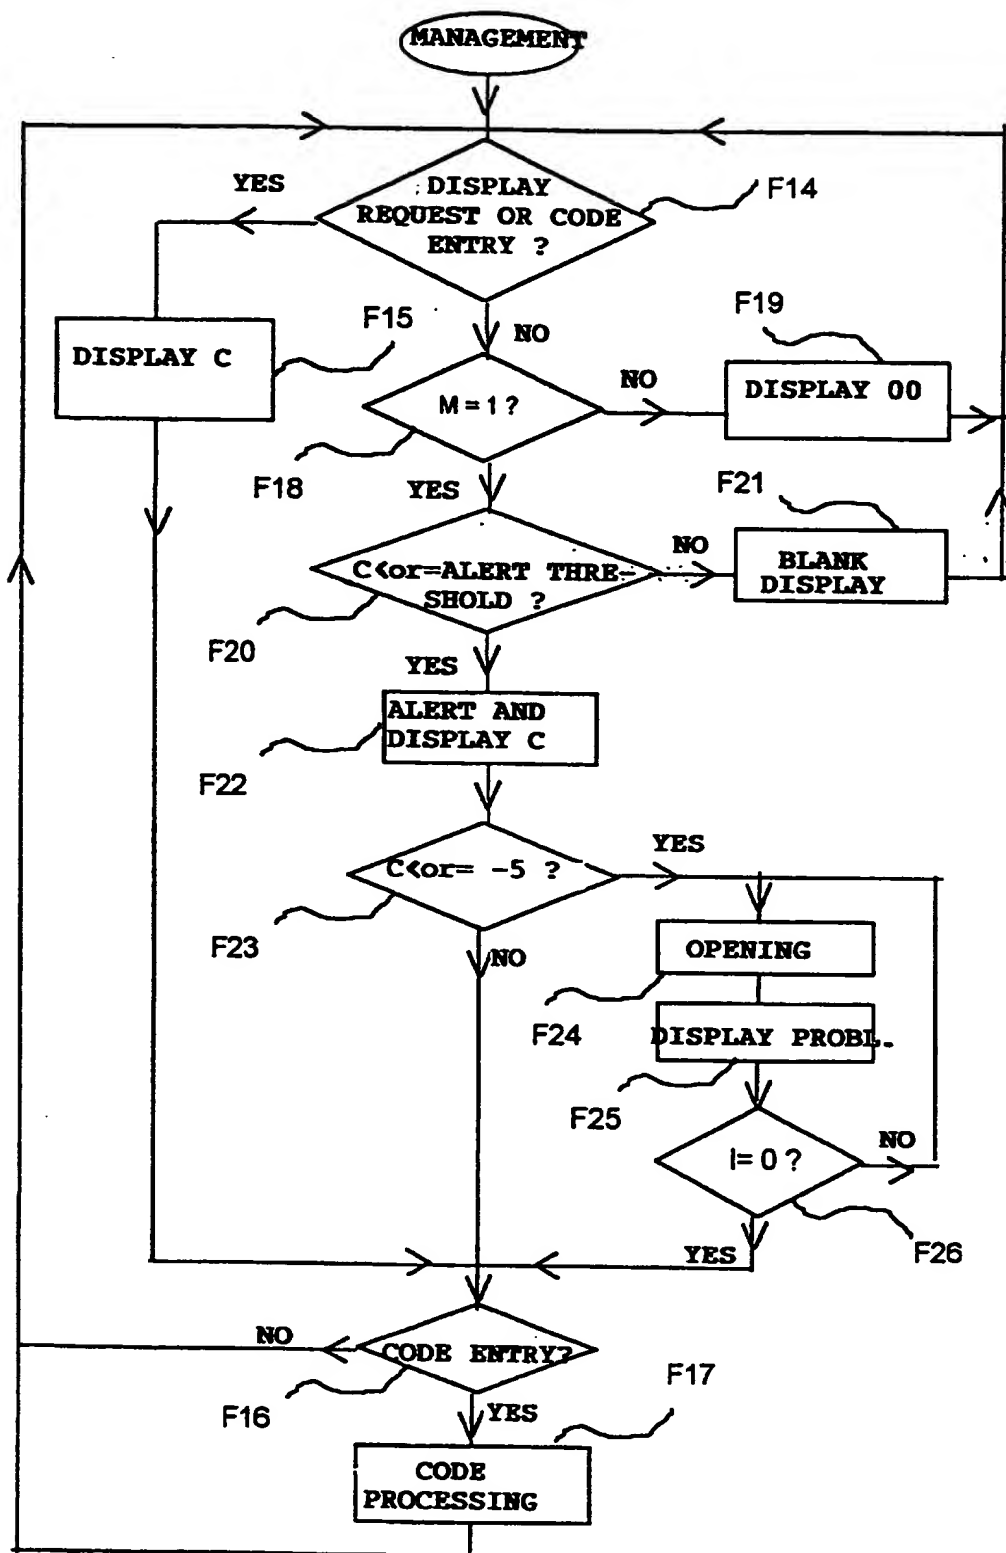 MANAGEMENT
YES
DISPLAY
REQUEST OR CODE
ENTRY ?
F14
F15
NO
F19
DISPLAY C
M = 1 ?
NO
DISPLAY 00
F18
YES
F21
C<or=ALERT THRE-
SHOLD ?
NO
BLANK
DISPLAY
F20
YES
ALERT AND
DISPLAY C
F22
C<or= -5 ?
YES
F23
NO
OPENING
F24
DISPLAY PROBL.
F25
I= 0 ?
NO
YES
F26
NO
CODE ENTRY?
F16
YES
F17
CODE
PROCESSING